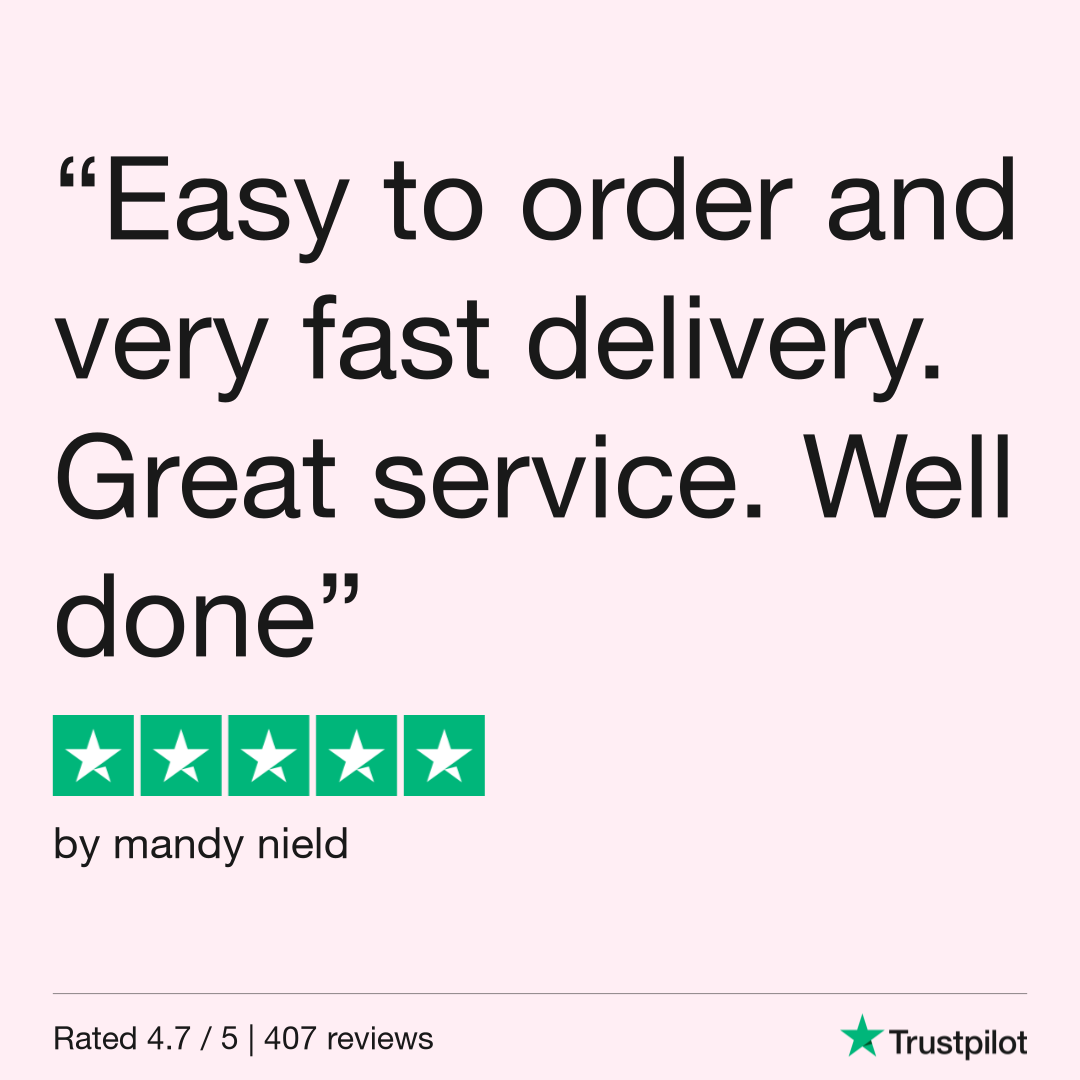 “Easy to order and
very fast delivery.
Great service. Well
done”
by mandy nield
Rated 4.7 / 5 | 407 reviews
Trustpilot